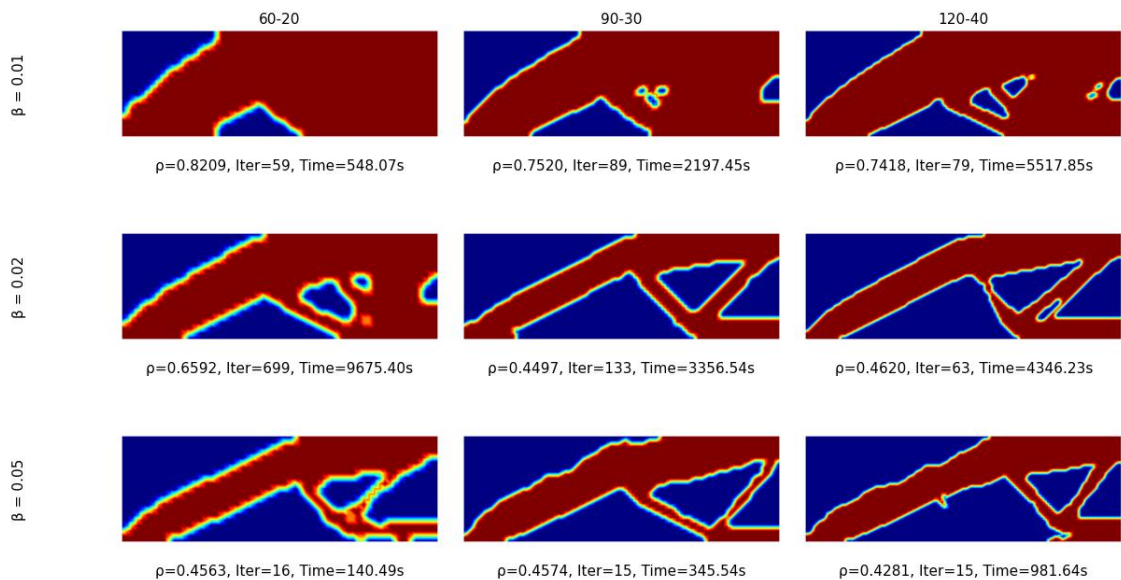 60-20
90-30
120-40
β = 0.01
ρ=0.8209, Iter=59, Time=548.07s
ρ=0.7520, Iter=89, Time=2197.45s
ρ=0.7418, Iter=79, Time=5517.85s
β = 0.02
ρ=0.6592, Iter=699, Time=9675.40s
ρ=0.4497, Iter=133, Time=3356.54s
ρ=0.4620, Iter=63, Time=4346.23s
β = 0.05
ρ=0.4563, Iter=16, Time=140.49s
ρ=0.4574, Iter=15, Time=345.54s
ρ=0.4281, Iter=15, Time=981.64s